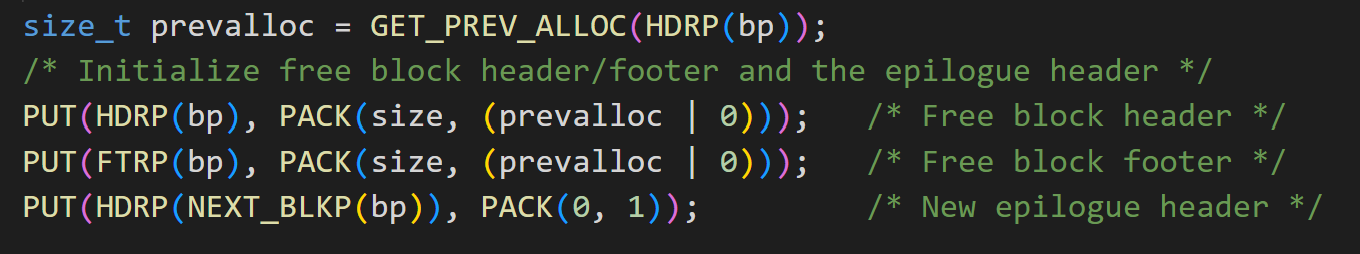 size_t prevalloc = GET_PREV_ALLOC(HDRP(bp));
/* Initialize free block header/footer and the epilogue header */
PUT(HDRP(bp), PACK(size, (prevalloc | 0)));   /* Free block header */
PUT(FTRP(bp), PACK(size, (prevalloc | 0)));   /* Free block footer */
PUT(HDRP(NEXT_BLKP(bp)), PACK(0, 1));         /* New epilogue header */